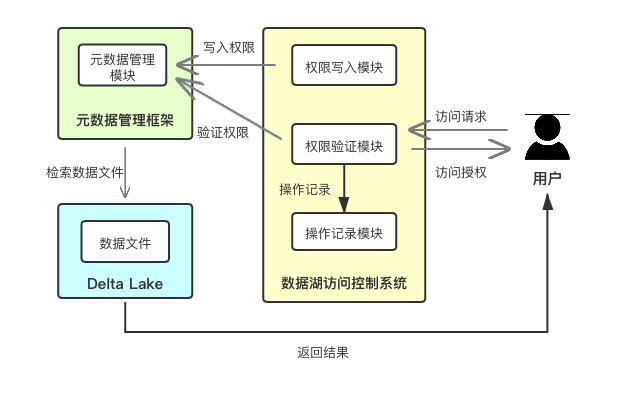 写入权限
元数据管理
模块
权限写入模块
访问请求
元数据管理框架
验证权限
权限验证模块
检索数据文件
访问授权
用户
操作记录
数据文件
操作记录模块
Delta Lake
数据湖访问控制系统
返回结果